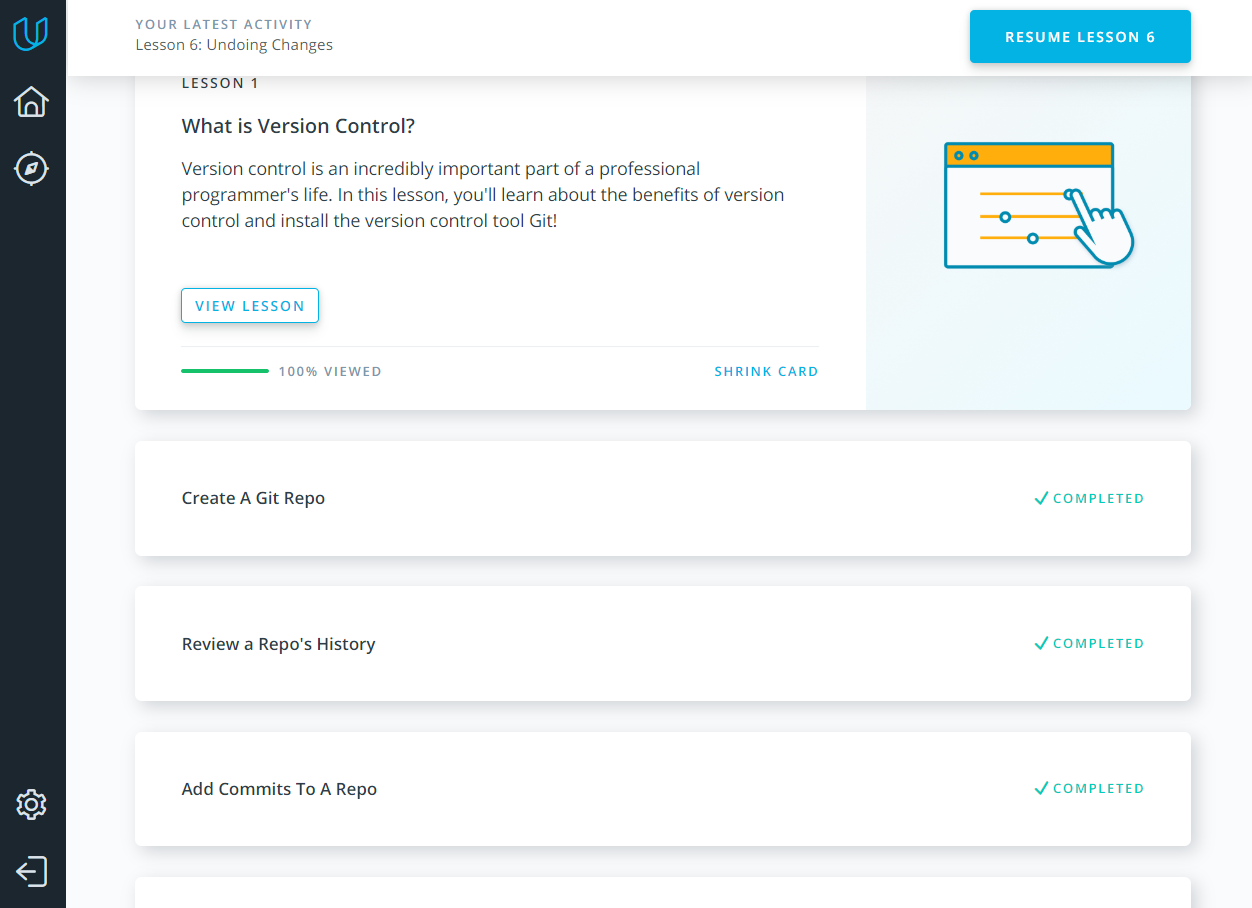 YOUR LATEST ACTIVITY
Lesson 6: Undoing Changes
RESUME LESSON 6
LESSON 1
What is Version Control?
Version control is an incredibly important part of a professional
programmer's life. In this lesson, you'll learn about the benefits of version
control and install the version control tool Git!
VIEW LESSON
100% VIEWED
SHRINK CARD
Create A Git Repo
COMPLETED
Review a Repo's History
COMPLETED
Add Commits To A Repo
COMPLETED